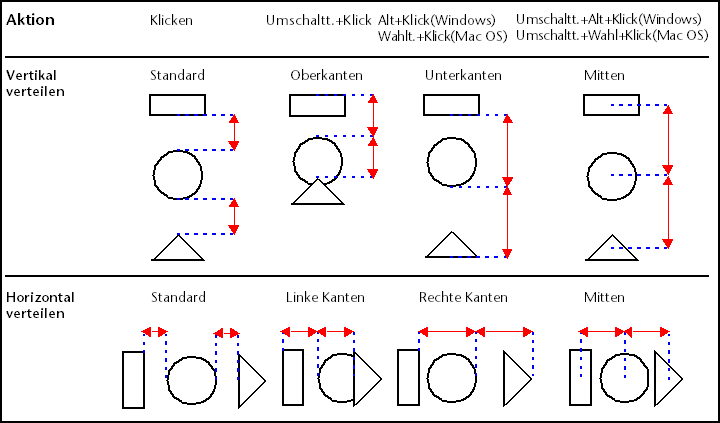 Aktion
Klicken
Umschaltt.+Klick
Alt+Klick(Windows)
Wahlt.+Klick(Mac OS)
Umschaltt.+Alt+Klick(Windows)
Umschaltt.+Wahl+Klick(Mac OS)
Vertikal
verteilen
Standard
Oberkanten
Unterkanten
Mitten
Horizontal
verteilen
Standard
Linke Kanten
Rechte Kanten
Mitten